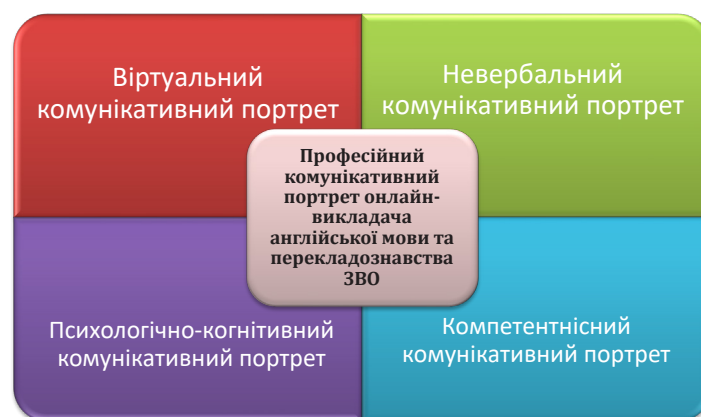 Віртуальний
комунікативний портрет
Невербальний
комунікативний портрет
Професійний
комунікативний
портрет онлайн-
викладача
англійської мови та
перекладознавства
ЗВО
Психологічно-когнітивний
комунікативний портрет
Компетентнісний
комунікативний портрет